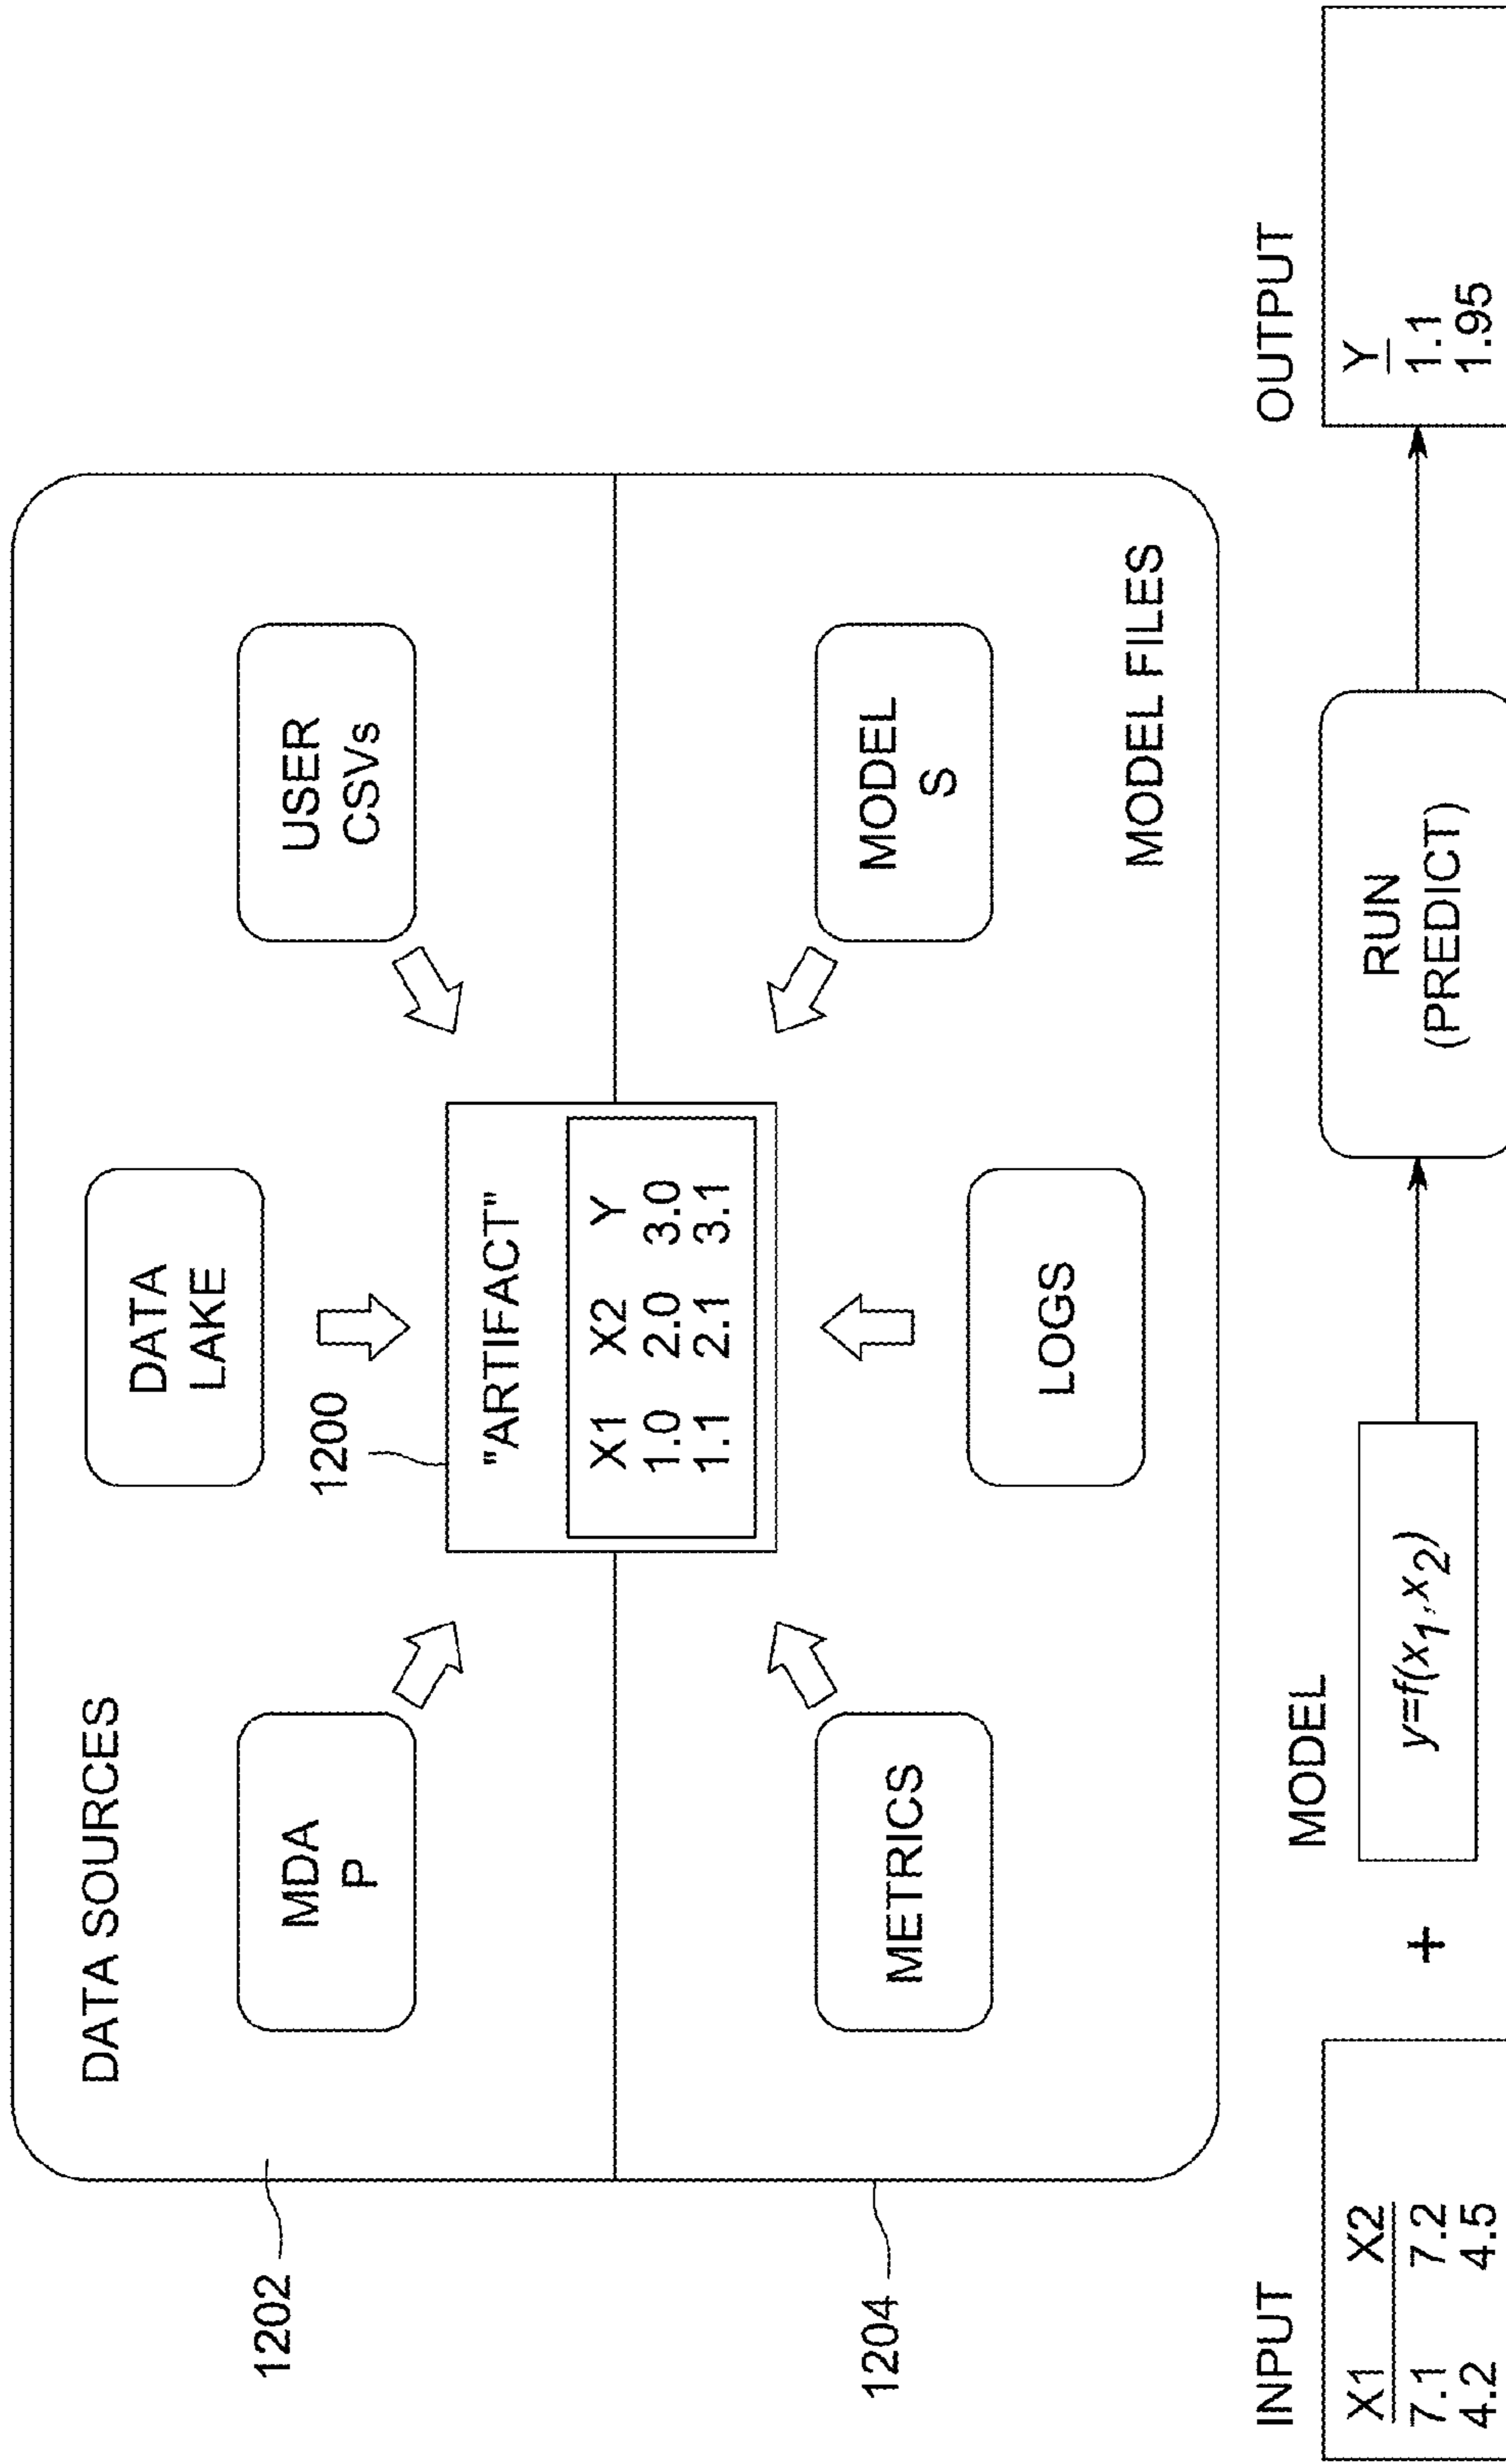 DATA SOURCES
1202
MDA
P
DATA
LAKE
USER
CSVs
1200
"ARTIFACT"
X1 X2 Y
1.0 2.0 3.0
1.1 2.1 3.1
1204
METRICS
LOGS
MODEL
S
MODEL FILES
INPUT
X1 X2
7.1 7.2
4.2 4.5
+
MODEL
y=f(x1,x2)
RUN
(PREDICT)
OUTPUT
Y
1.1
1.95